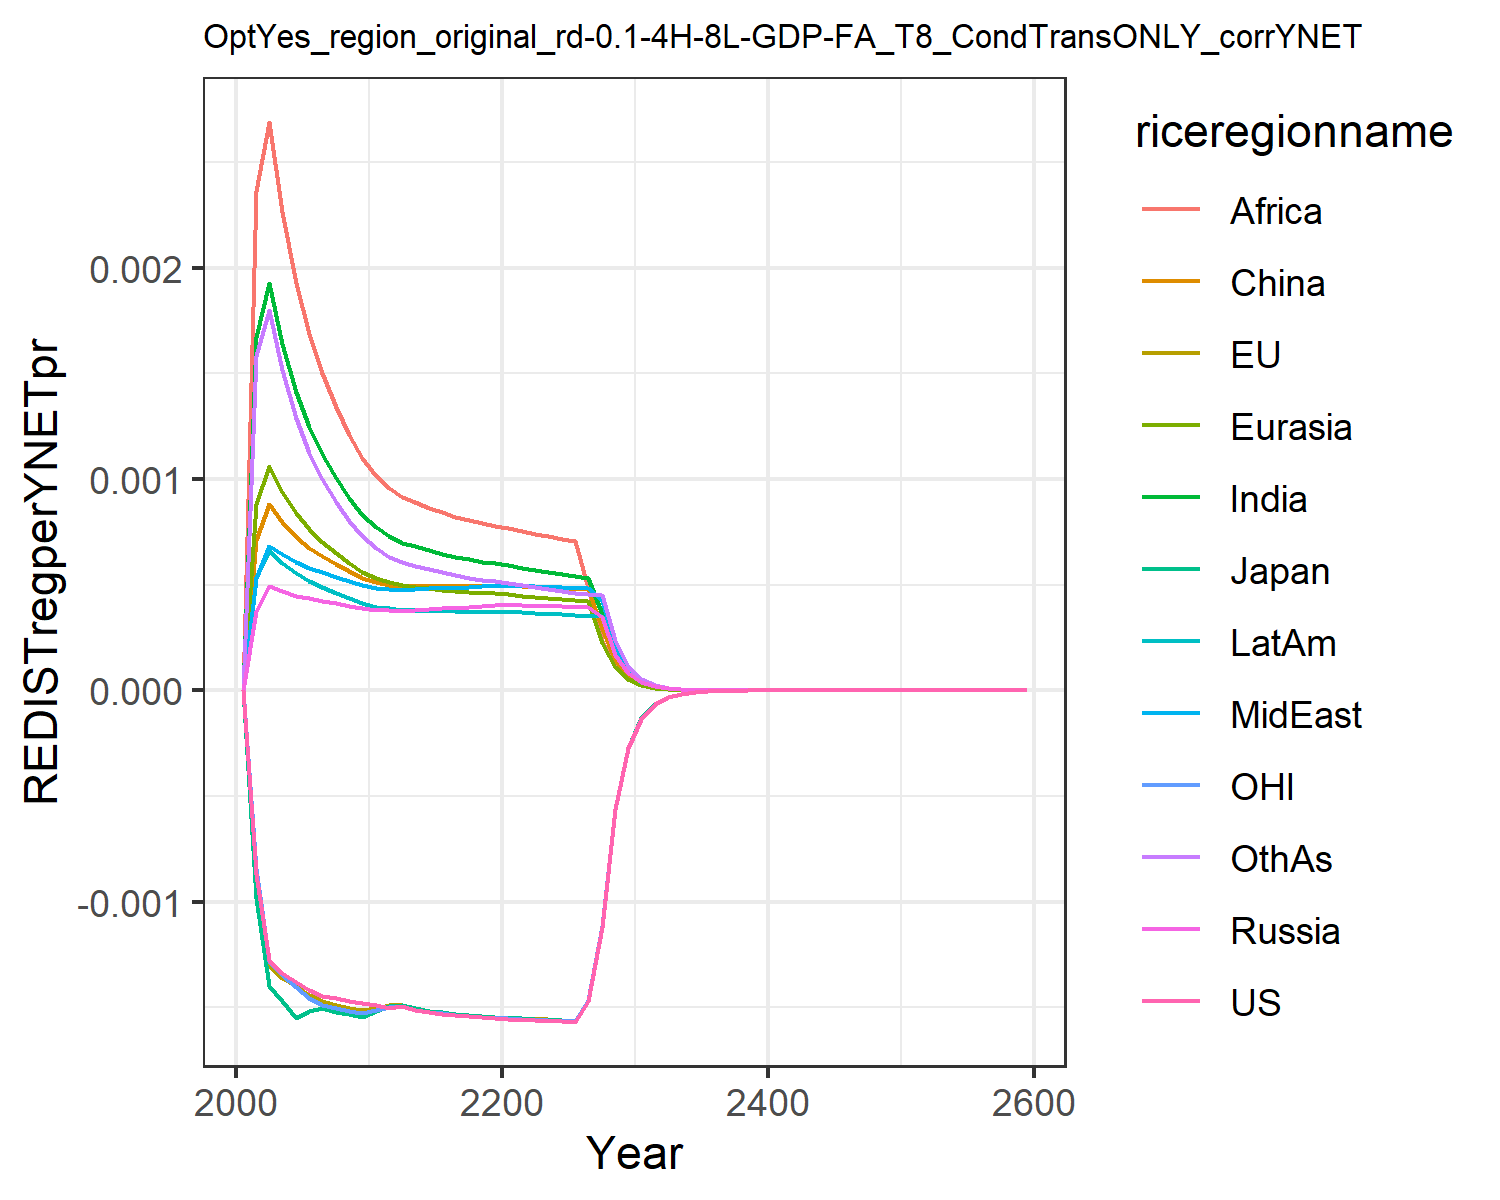 OptYes_region_original_rd-0.1-4H-8L-GDP-FA_T8_CondTransONLY_corrYNET
REDISTregperYNETpr
0.002
0.001
0.000
-0.001
2000
2200
2400
2600
Year
riceregionname
Africa
China
EU
Eurasia
India
Japan
LatAm
MidEast
OHI
OthAs
Russia
US